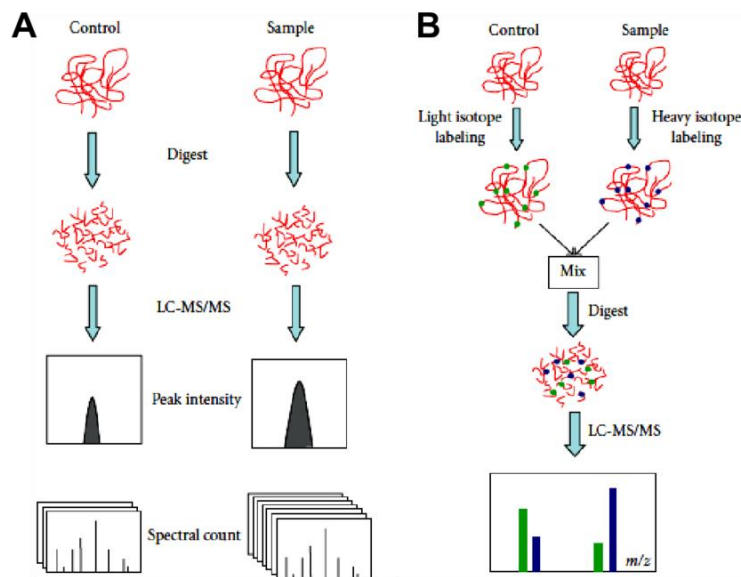 A
Control
Sample
Digest
LC-MS/MS
Peak intensity
Spectral count
B
Control
Sample
Light isotope
labeling
Heavy isotope
labeling
Mix
Digest
LC-MS/MS
m/z